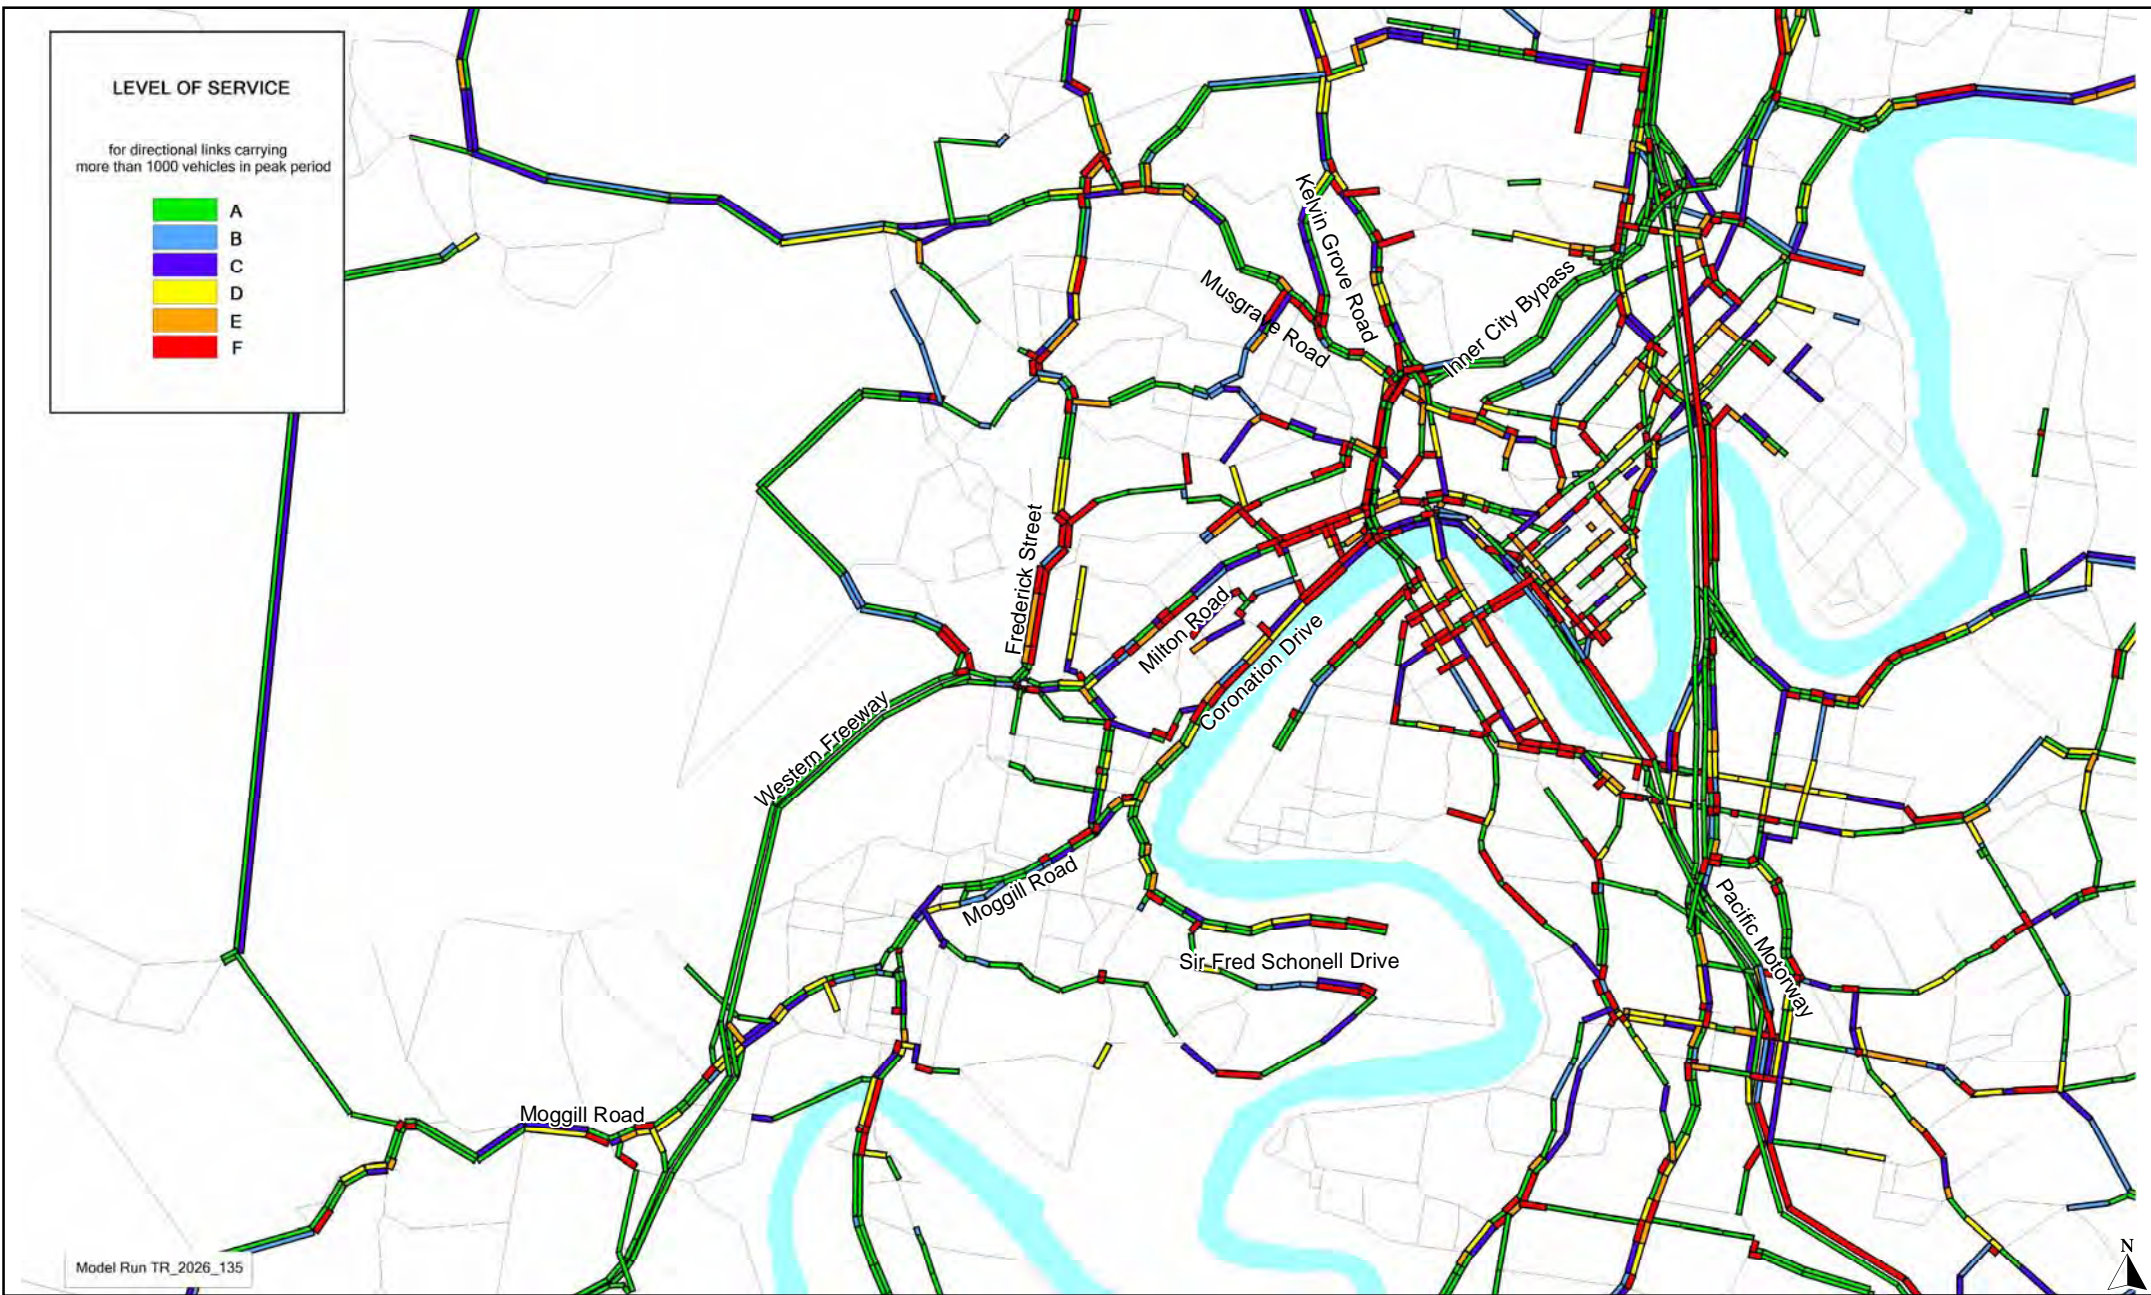 LEVEL OF SERVICE
for directional links carrying
more than 1000 vehicles in peak period
A
B
C
D
E
F
Kelvin Grove Road
Musgrave Road
Inner City Bypass
Frederick Street
Milton Road
Coronation Drive
Western Freeway
Moggill Road
Sir Fred Schonell Drive
Pacific Motorway
Moggill Road
Model Run TR_2026_135
N